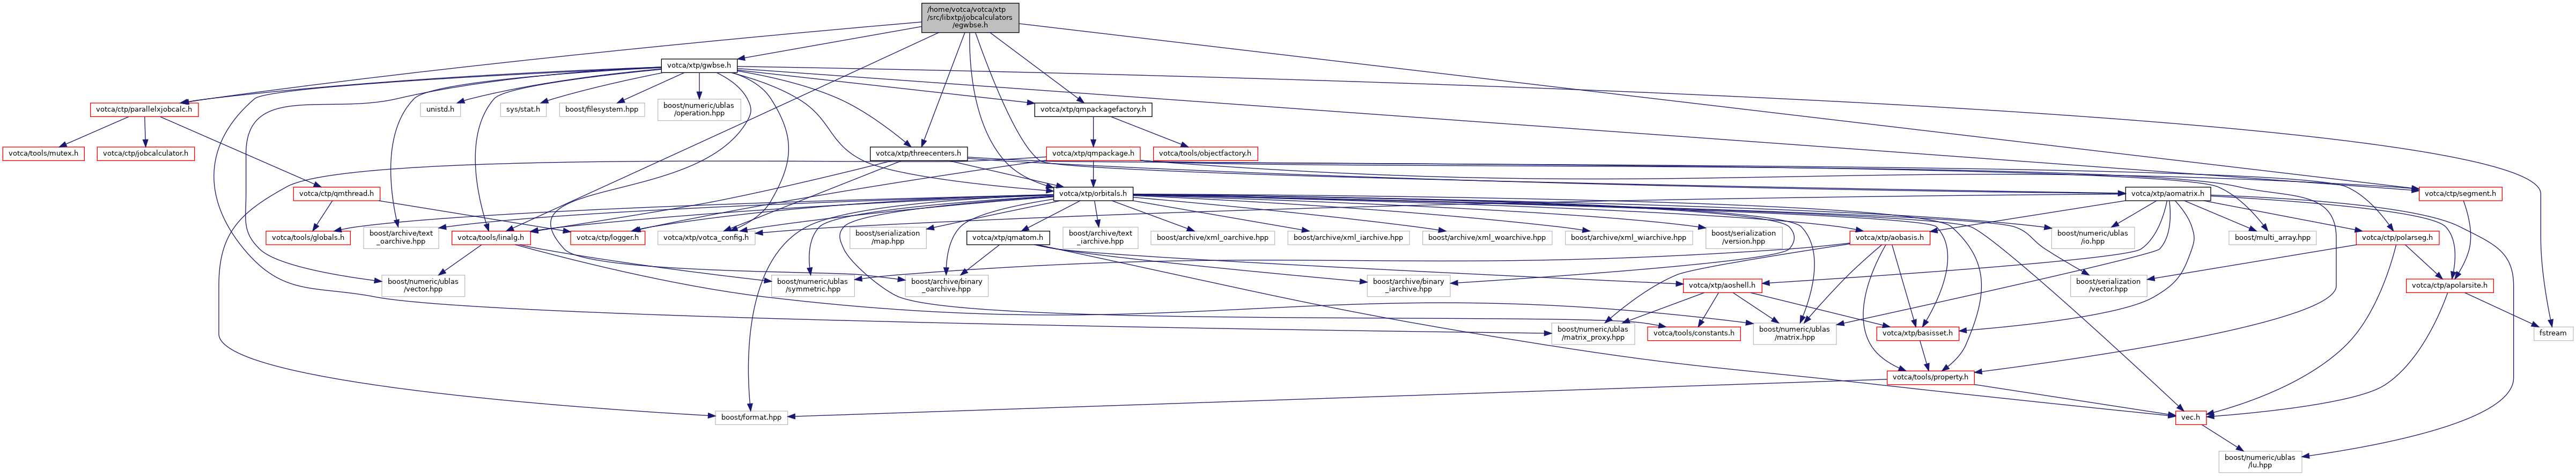 /home/votca/votca/xtp
/src/libxtp/jobcalculators
/egwbse.h
votca/xtp/gwbse.h
votca/ctp/parallelxjobcalc.h
unistd.h
sys/stat.h
boost/filesystem.hpp
boost/numeric/ublas
/operation.hpp
votca/xtp/qmpackagefactory.h
votca/tools/mutex.h
votca/ctp/jobcalculator.h
votca/xtp/threecenters.h
votca/xtp/qmpackage.h
votca/tools/objectfactory.h
votca/ctp/qmthread.h
votca/xtp/orbitals.h
votca/xtp/aomatrix.h
votca/ctp/segment.h
votca/tools/globals.h
boost/archive/text
_oarchive.hpp
votca/tools/linalg.h
votca/ctp/logger.h
votca/xtp/votca_config.h
boost/serialization
/map.hpp
votca/xtp/qmatom.h
boost/archive/text
_iarchive.hpp
boost/archive/xml_oarchive.hpp
boost/archive/xml_iarchive.hpp
boost/archive/xml_woarchive.hpp
boost/archive/xml_wiarchive.hpp
boost/serialization
/version.hpp
votca/xtp/aobasis.h
boost/numeric/ublas
/io.hpp
boost/multi_array.hpp
votca/ctp/polarseg.h
boost/numeric/ublas
/vector.hpp
boost/numeric/ublas
/symmetric.hpp
boost/archive/binary
_oarchive.hpp
boost/archive/binary
_iarchive.hpp
votca/xtp/aoshell.h
boost/serialization
/vector.hpp
votca/ctp/apolarsite.h
boost/numeric/ublas
/matrix_proxy.hpp
votca/tools/constants.h
boost/numeric/ublas
/matrix.hpp
votca/xtp/basisset.h
fstream
votca/tools/property.h
boost/format.hpp
vec.h
boost/numeric/ublas
/lu.hpp